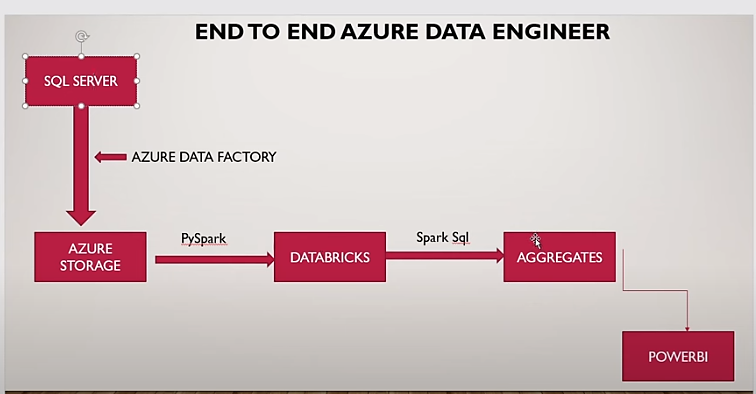 END TO END AZURE DATA ENGINEER
SQL SERVER
AZURE DATA FACTORY
AZURE
STORAGE
PySpark
DATABRICKS
Spark Sql
AGGREGATES
POWERBI